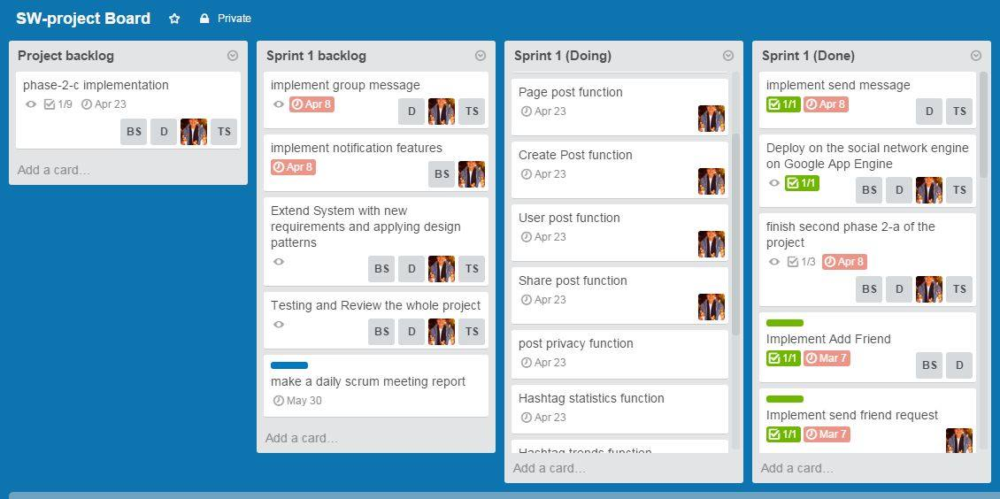 SW-project Board
Private
Project backlog
phase-2-c implementation
1/9 Apr 23
BS D TS
Add a card...
Sprint 1 backlog
implement group message
Apr 8
D TS
implement notification features
Apr 8
BS
Extend System with new
requirements and applying design
patterns
BS D TS
Testing and Review the whole project
BS D TS
make a daily scrum meeting report
May 30
Add a card...
Sprint 1 (Doing)
Page post function
Apr 23
Create Post function
Apr 23
User post function
Apr 23
Share post function
Apr 23
post privacy function
Apr 23
Hashtag statistics function
Apr 23
Hashtag trends function
Add a card...
Sprint 1 (Done)
implement send message
1/1 Apr 8
D TS
Deploy on the social network engine
on Google App Engine
1/1
BS D TS
finish second phase 2-a of the
project
1/3 Apr 8
BS D TS
Implement Add Friend
1/1 Mar 7
BS D
Implement send friend request
1/1 Mar 7
Add a card...